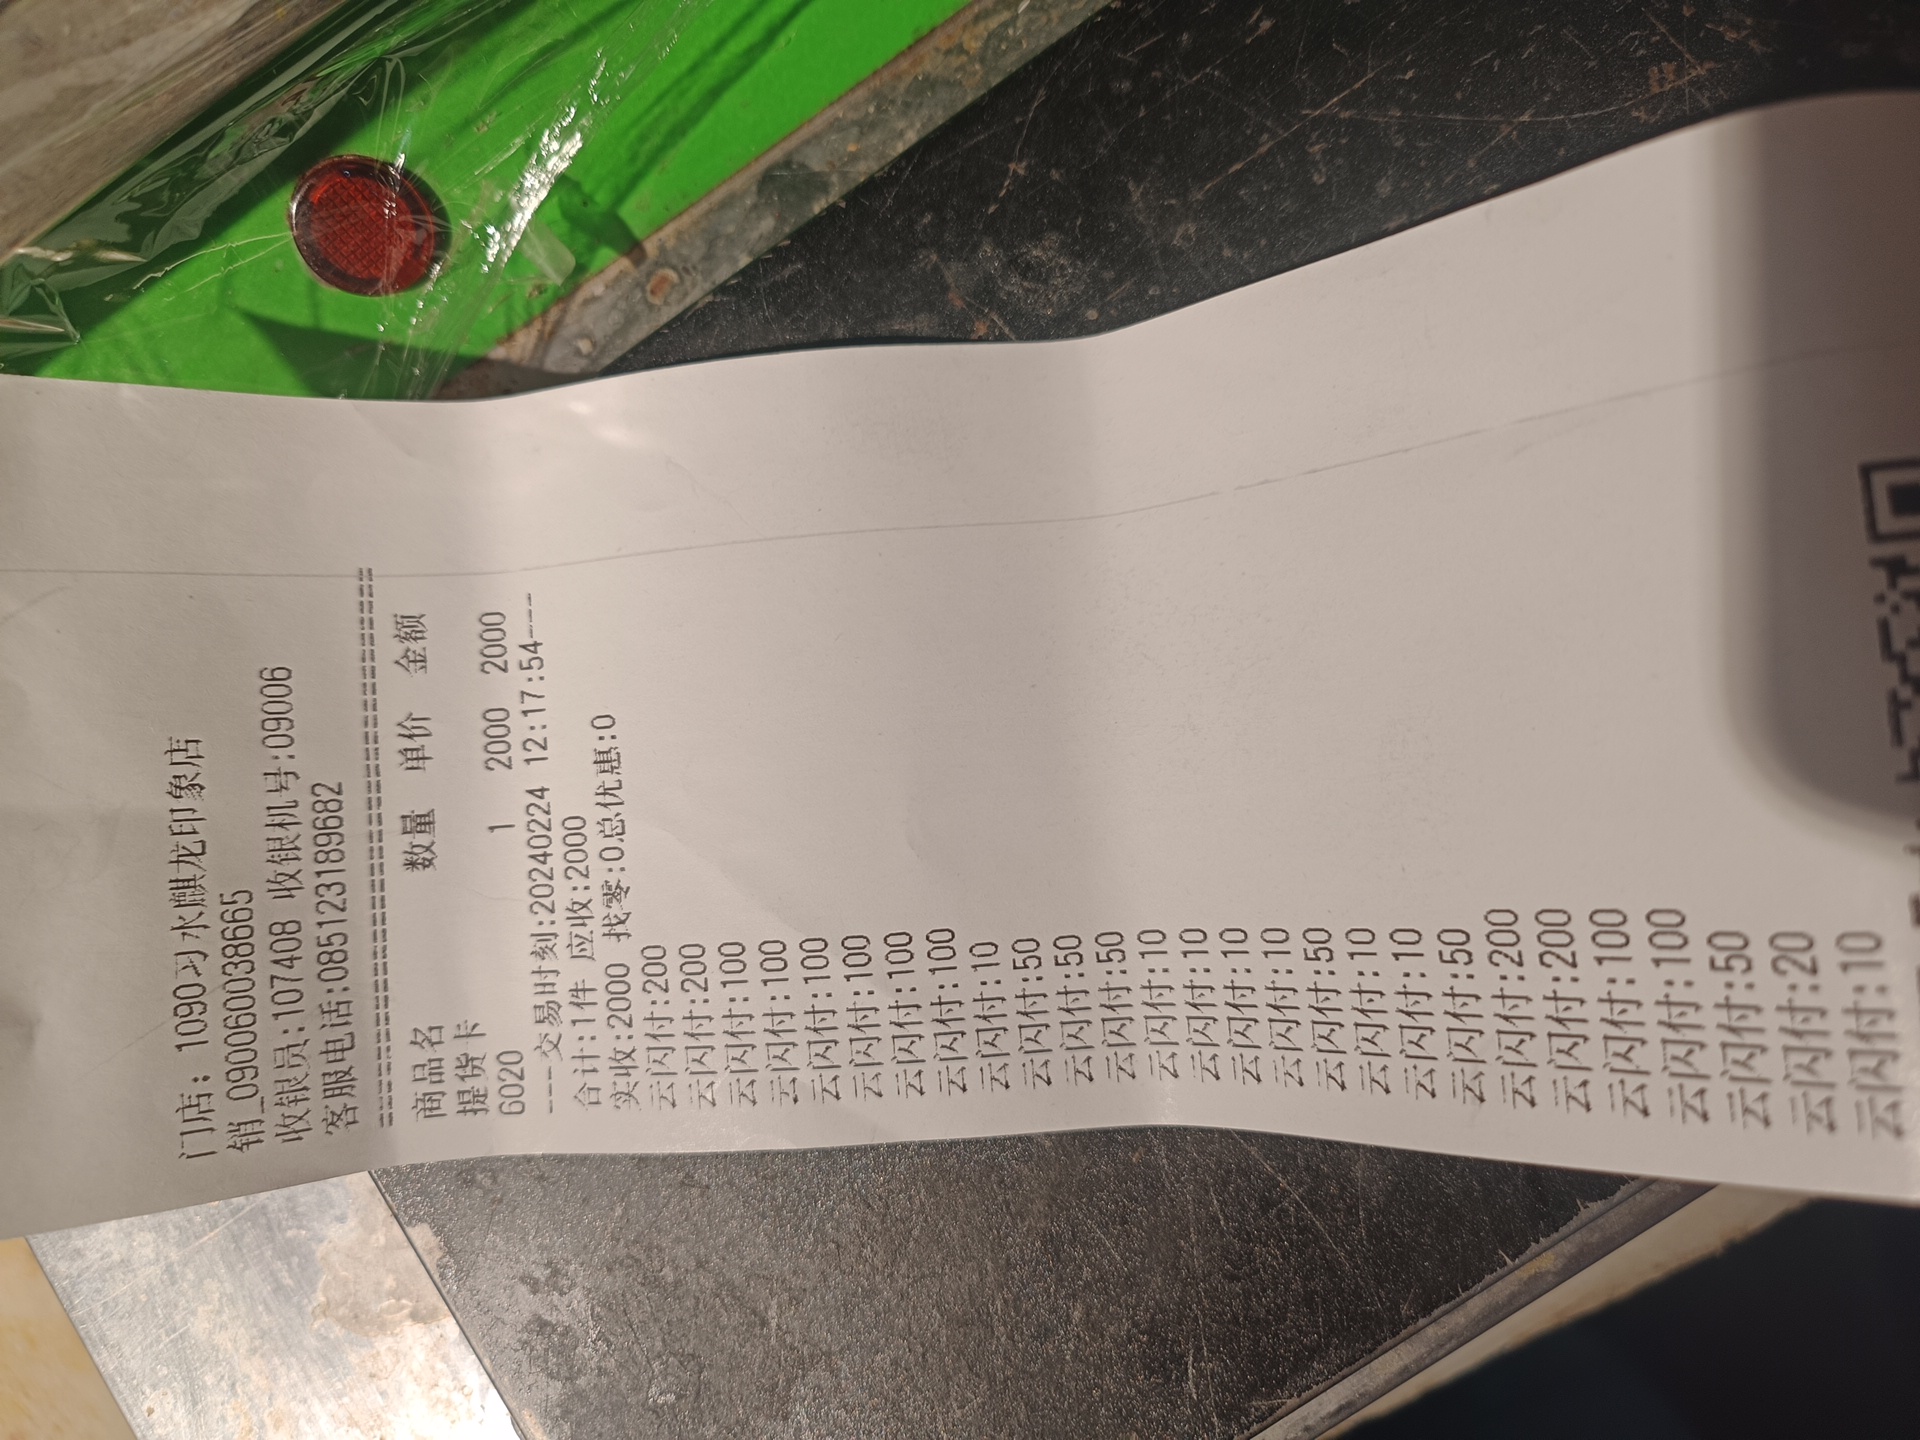 门店: 1090习水麒龙印象店
销_0900600038665
收银员:107408 收银机号:09006
客服电话:085123189682
================================
商品名 数量 单价 金额
提货卡
6020 1 2000 2000
---交易时刻:20240224 12:17:54----
合计:1件 应收:2000
实收:2000 找零:0总优惠:0
云闪付:200
云闪付:200
云闪付:100
云闪付:100
云闪付:100
云闪付:100
云闪付:100
云闪付:100
云闪付:10
云闪付:50
云闪付:50
云闪付:50
云闪付:10
云闪付:10
云闪付:10
云闪付:10
云闪付:50
云闪付:10
云闪付:10
云闪付:50
云闪付:200
云闪付:200
云闪付:100
云闪付:100
云闪付:50
云闪付:20
云闪付:10